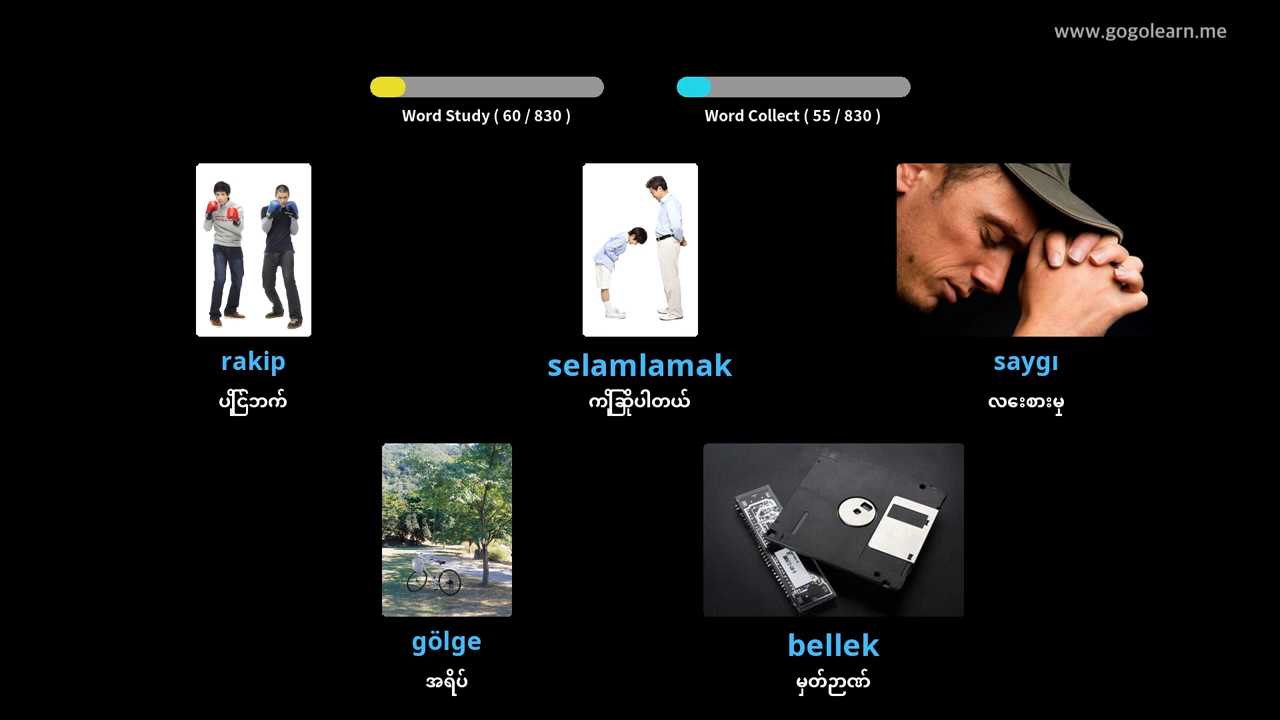 www.gogolearn.me
Word Study ( 60 / 830 )
Word Collect ( 55 / 830 )
rakip
ပြိုင်ဘက်
selamlamak
ကြိုဆိုပါတယ်
saygı
လေးစားမှု
gölge
အရိပ်
bellek
မှတ်ဉာဏ်